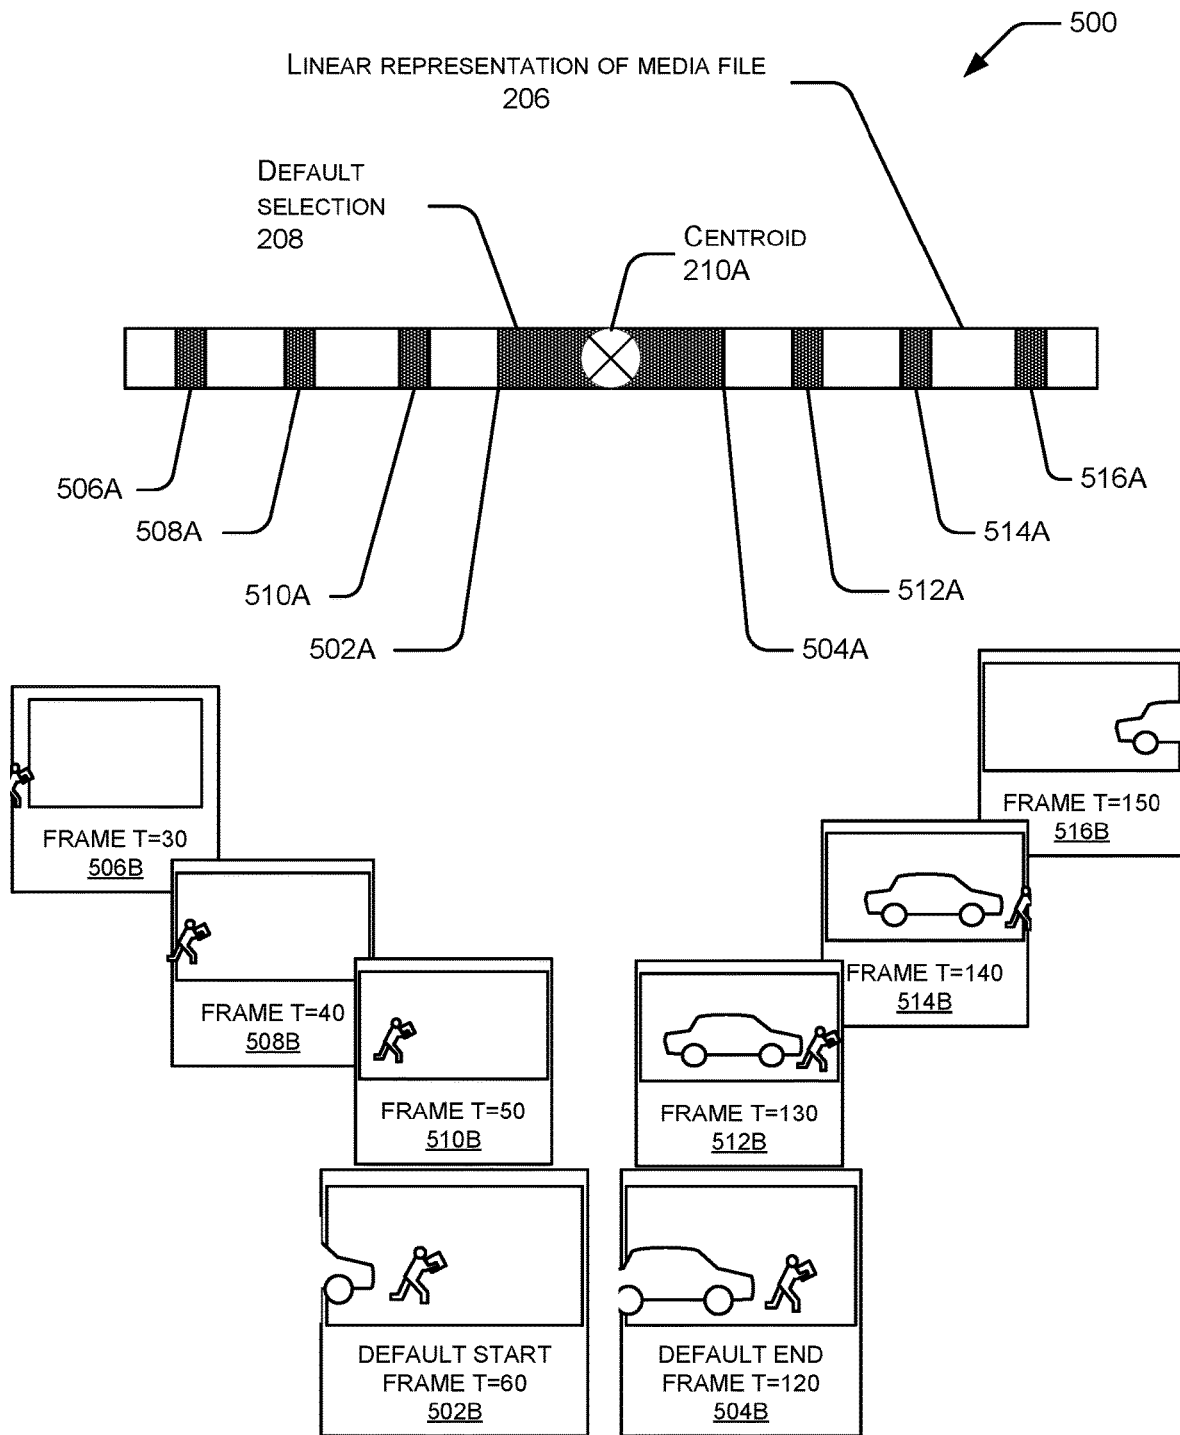 500
LINEAR REPRESENTATION OF MEDIA FILE
206
DEFAULT
SELECTION
208
CENTROID
210A
506A
516A
508A
514A
510A
512A
502A
504A
FRAME T=30
506B
FRAME T=150
516B
FRAME T=40
508B
FRAME T=140
514B
FRAME T=50
510B
FRAME T=130
512B
DEFAULT START
FRAME T=60
502B
DEFAULT END
FRAME T=120
504B